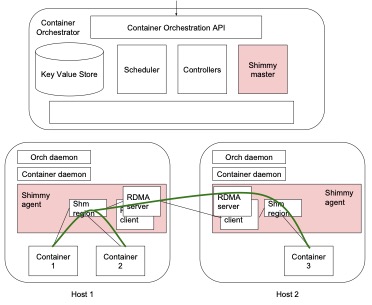 Container
Orchestrator
Container Orchestration API
Key Value Store
Scheduler
Controllers
Shimmy
master
Orch daemon
Container daemon
Shimmy
agent
Shm
region
RDMA
server
client
Container
1
Container
2
Host 1
Orch daemon
Container daemon
RDMA
server
client
Shm
region
Shimmy
agent
Container
3
Host 2